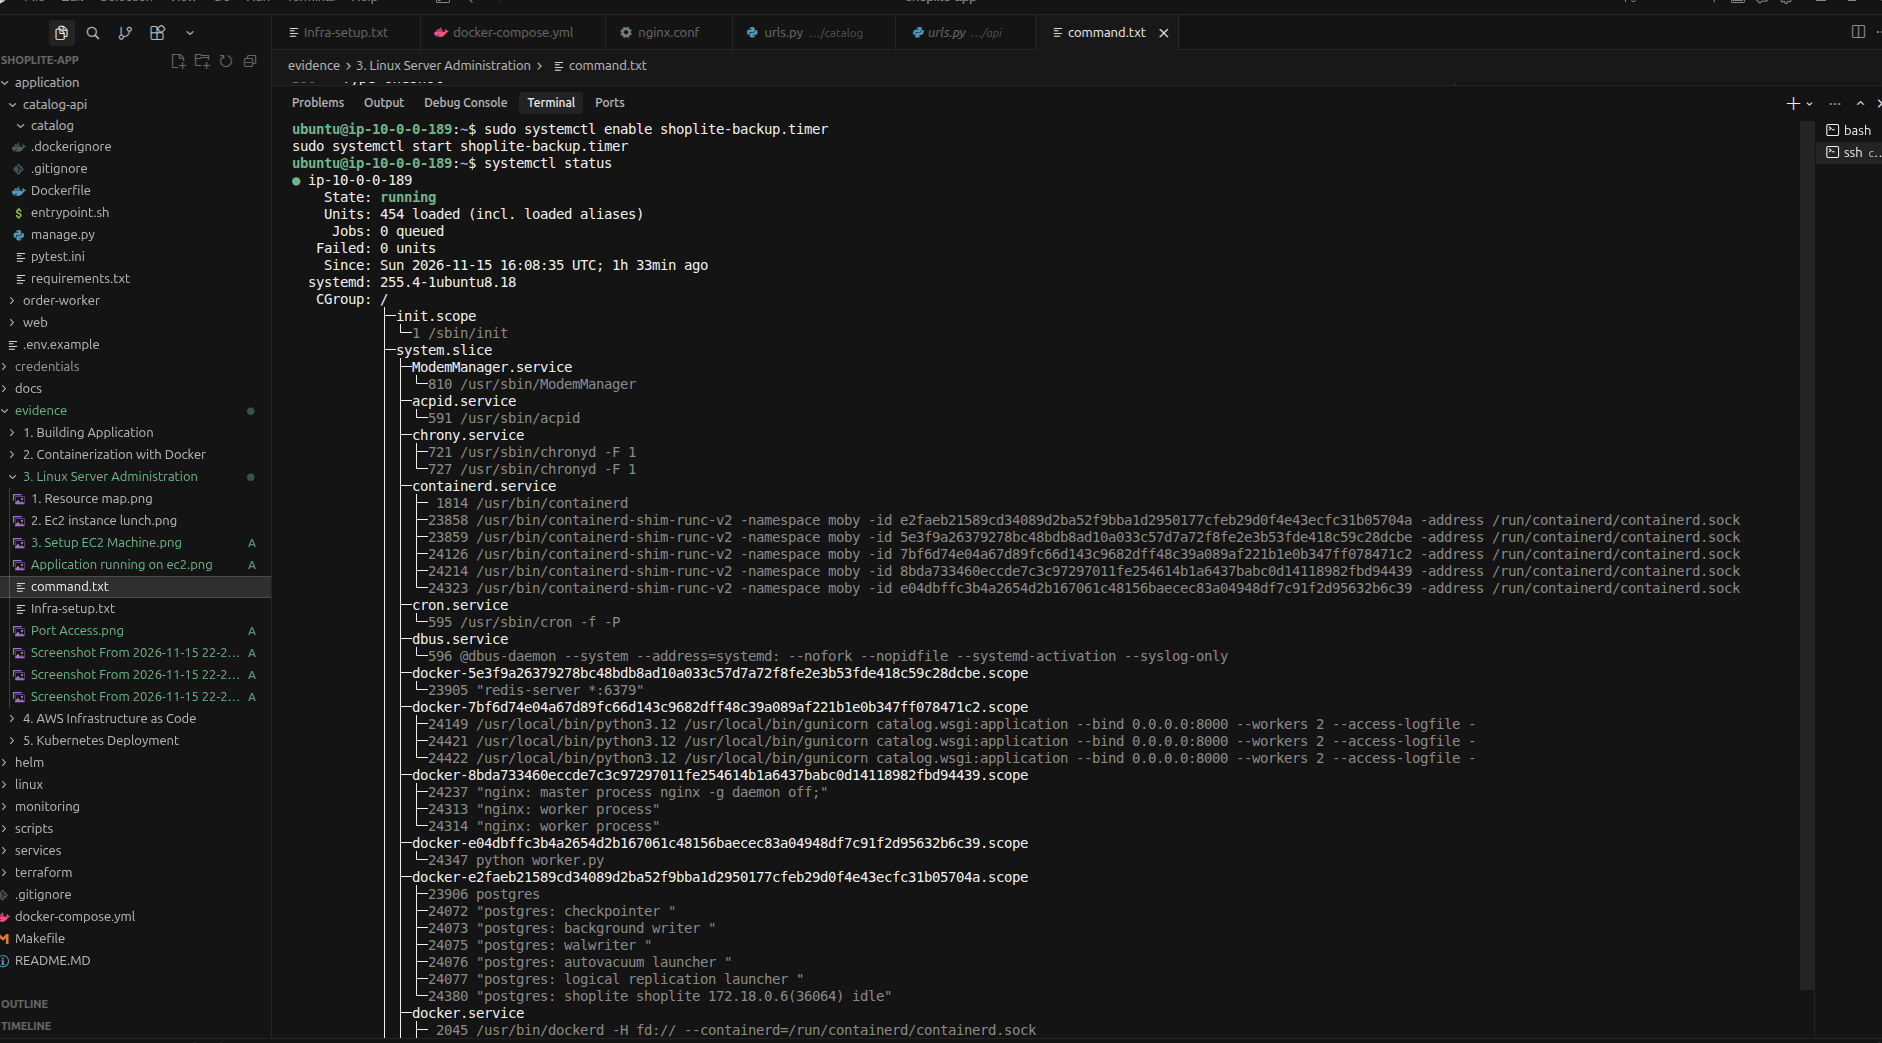 shoplite-app
Infra-setup.txt
docker-compose.yml
nginx.conf
urls.py .../catalog
urls.py .../api
command.txt
SHOPLITE-APP
evidence > 3. Linux Server Administration > command.txt
application
catalog-api
catalog
.dockerignore
.gitignore
Dockerfile
entrypoint.sh
manage.py
pytest.ini
requirements.txt
order-worker
web
.env.example
credentials
docs
evidence
1. Building Application
2. Containerization with Docker
3. Linux Server Administration
1. Resource map.png
2. Ec2 instance lunch.png
3. Setup EC2 Machine.png A
Application running on ec2.png A
command.txt
Infra-setup.txt
Port Access.png A
Screenshot From 2026-11-15 22-2... A
Screenshot From 2026-11-15 22-2... A
Screenshot From 2026-11-15 22-2... A
4. AWS Infrastructure as Code
5. Kubernetes Deployment
helm
linux
monitoring
scripts
services
terraform
.gitignore
docker-compose.yml
Makefile
README.MD
OUTLINE
TIMELINE
Problems Output Debug Console Terminal Ports
bash
ssh c...
ubuntu@ip-10-0-0-189:~$ sudo systemctl enable shoplite-backup.timer
sudo systemctl start shoplite-backup.timer
ubuntu@ip-10-0-0-189:~$ systemctl status
● ip-10-0-0-189
State: running
Units: 454 loaded (incl. loaded aliases)
Jobs: 0 queued
Failed: 0 units
Since: Sun 2026-11-15 16:08:35 UTC; 1h 33min ago
systemd: 255.4-1ubuntu8.18
CGroup: /
├─init.scope
│ └─1 /sbin/init
├─system.slice
├─ModemManager.service
│ └─810 /usr/sbin/ModemManager
├─acpid.service
│ └─591 /usr/sbin/acpid
├─chrony.service
│ ├─721 /usr/sbin/chronyd -F 1
│ └─727 /usr/sbin/chronyd -F 1
├─containerd.service
│ ├─ 1814 /usr/bin/containerd
│ ├─23858 /usr/bin/containerd-shim-runc-v2 -namespace moby -id e2faeb21589cd34089d2ba52f9bba1d2950177cfeb29d0f4e43ecfc31b05704a -address /run/containerd/containerd.sock
│ ├─23859 /usr/bin/containerd-shim-runc-v2 -namespace moby -id 5e3f9a26379278bc48bdb8ad10a033c57d7a72f8fe2e3b53fde418c59c28dcbe -address /run/containerd/containerd.sock
│ ├─24126 /usr/bin/containerd-shim-runc-v2 -namespace moby -id 7bf6d74e04a67d89fc66d143c9682dff48c39a089af221b1e0b347ff078471c2 -address /run/containerd/containerd.sock
│ ├─24214 /usr/bin/containerd-shim-runc-v2 -namespace moby -id 8bda733460eccde7c3c97297011fe254614b1a6437babc0d14118982fbd94439 -address /run/containerd/containerd.sock
│ └─24323 /usr/bin/containerd-shim-runc-v2 -namespace moby -id e04dbffc3b4a2654d2b167061c48156baecec83a04948df7c91f2d95632b6c39 -address /run/containerd/containerd.sock
├─cron.service
│ └─595 /usr/sbin/cron -f -P
├─dbus.service
│ └─596 @dbus-daemon --system --address=systemd: --nofork --nopidfile --systemd-activation --syslog-only
├─docker-5e3f9a26379278bc48bdb8ad10a033c57d7a72f8fe2e3b53fde418c59c28dcbe.scope
│ └─23905 "redis-server *:6379"
├─docker-7bf6d74e04a67d89fc66d143c9682dff48c39a089af221b1e0b347ff078471c2.scope
│ ├─24149 /usr/local/bin/python3.12 /usr/local/bin/gunicorn catalog.wsgi:application --bind 0.0.0.0:8000 --workers 2 --access-logfile -
│ ├─24421 /usr/local/bin/python3.12 /usr/local/bin/gunicorn catalog.wsgi:application --bind 0.0.0.0:8000 --workers 2 --access-logfile -
│ └─24422 /usr/local/bin/python3.12 /usr/local/bin/gunicorn catalog.wsgi:application --bind 0.0.0.0:8000 --workers 2 --access-logfile -
├─docker-8bda733460eccde7c3c97297011fe254614b1a6437babc0d14118982fbd94439.scope
│ ├─24237 "nginx: master process nginx -g daemon off;"
│ ├─24313 "nginx: worker process"
│ └─24314 "nginx: worker process"
├─docker-e04dbffc3b4a2654d2b167061c48156baecec83a04948df7c91f2d95632b6c39.scope
│ └─24347 python worker.py
├─docker-e2faeb21589cd34089d2ba52f9bba1d2950177cfeb29d0f4e43ecfc31b05704a.scope
│ ├─23906 postgres
│ ├─24072 "postgres: checkpointer "
│ ├─24073 "postgres: background writer "
│ ├─24075 "postgres: walwriter "
│ ├─24076 "postgres: autovacuum launcher "
│ ├─24077 "postgres: logical replication launcher "
│ └─24380 "postgres: shoplite shoplite 172.18.0.6(36064) idle"
├─docker.service
│ ├─ 2045 /usr/bin/dockerd -H fd:// --containerd=/run/containerd/containerd.sock